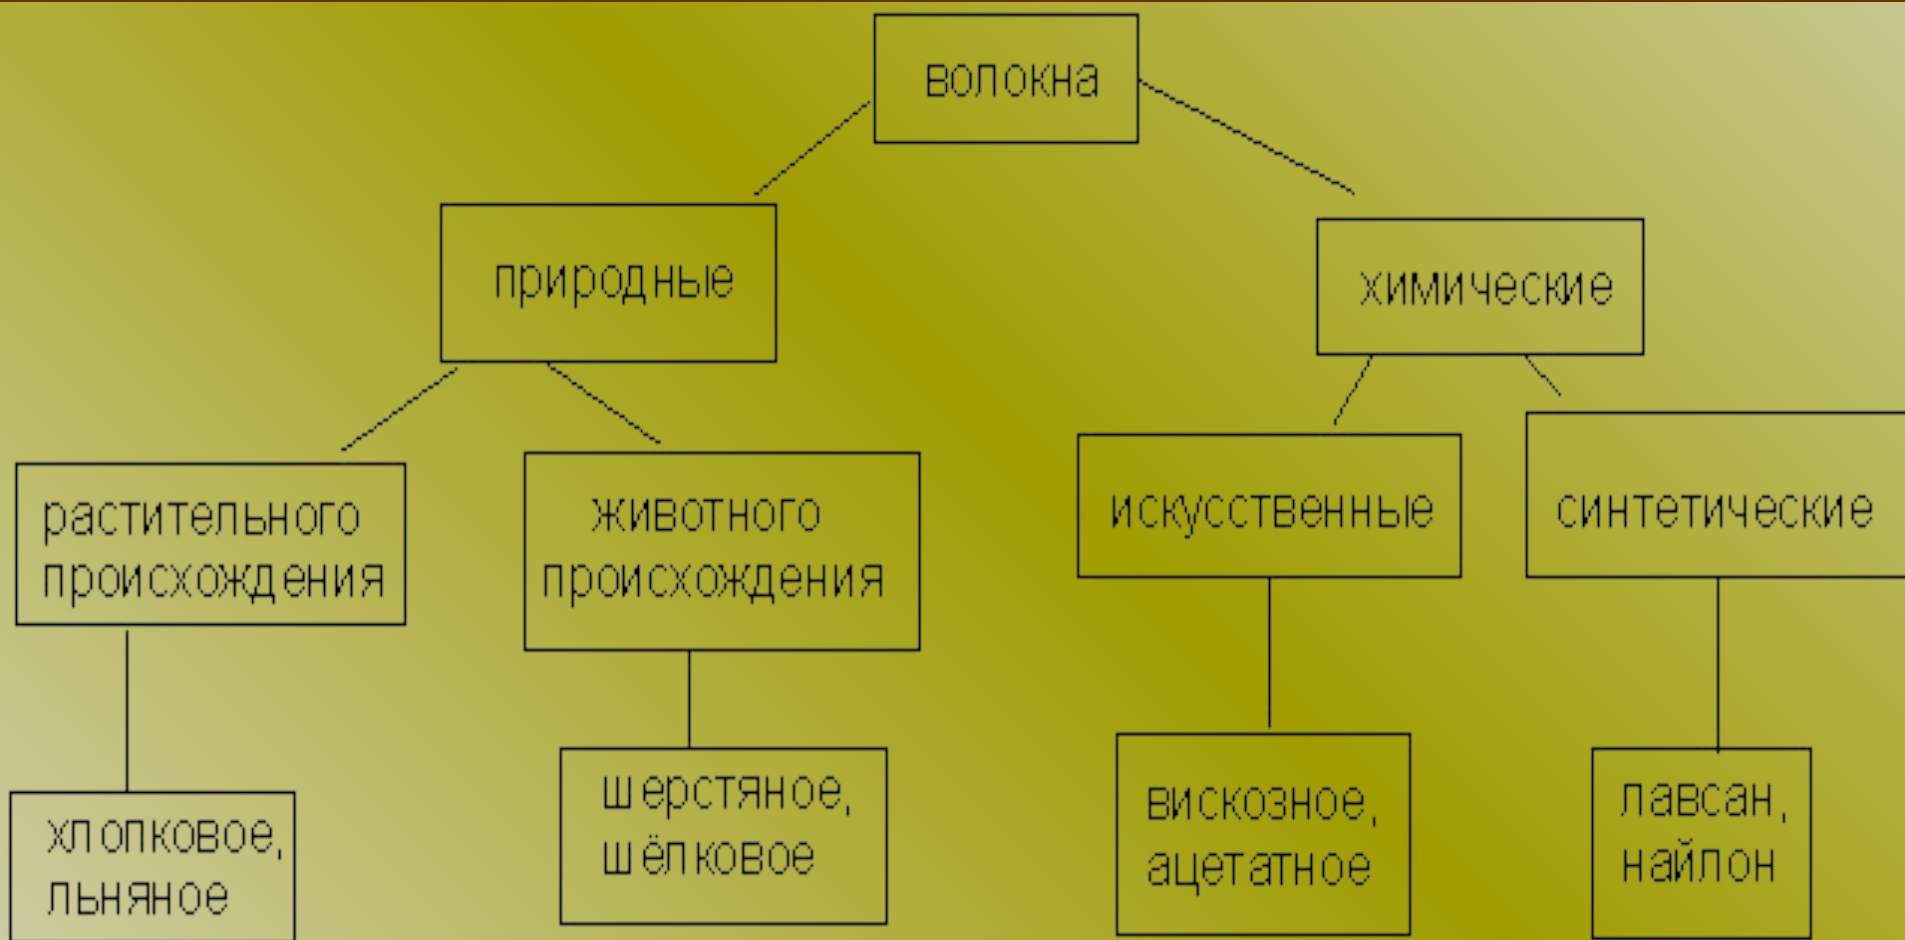 волокна
природные
химические
растительного
происхождения
животного
происхождения
искусственные
синтетические
хлопковое,
льняное
шерстяное,
шёлковое
вискозное,
ацетатное
лавсан,
найлон